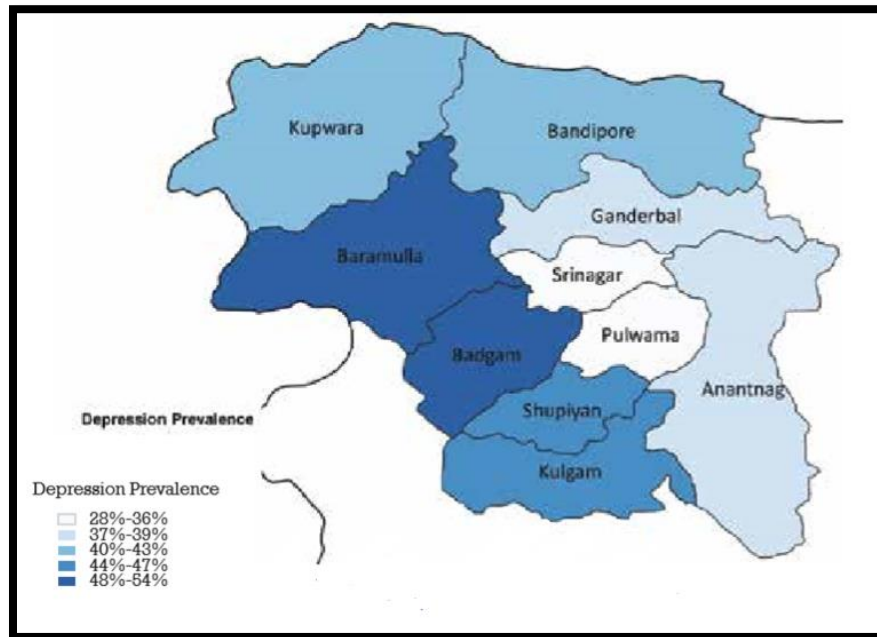 Kupwara
Bandipore
Ganderbal
Baramulla
Srinagar
Pulwama
Badgam
Anantnag
Shupiyan
Depression Prevalence
Kulgam
Depression Prevalence
28%-36%
37%-39%
40%-43%
44%-47%
48%-54%